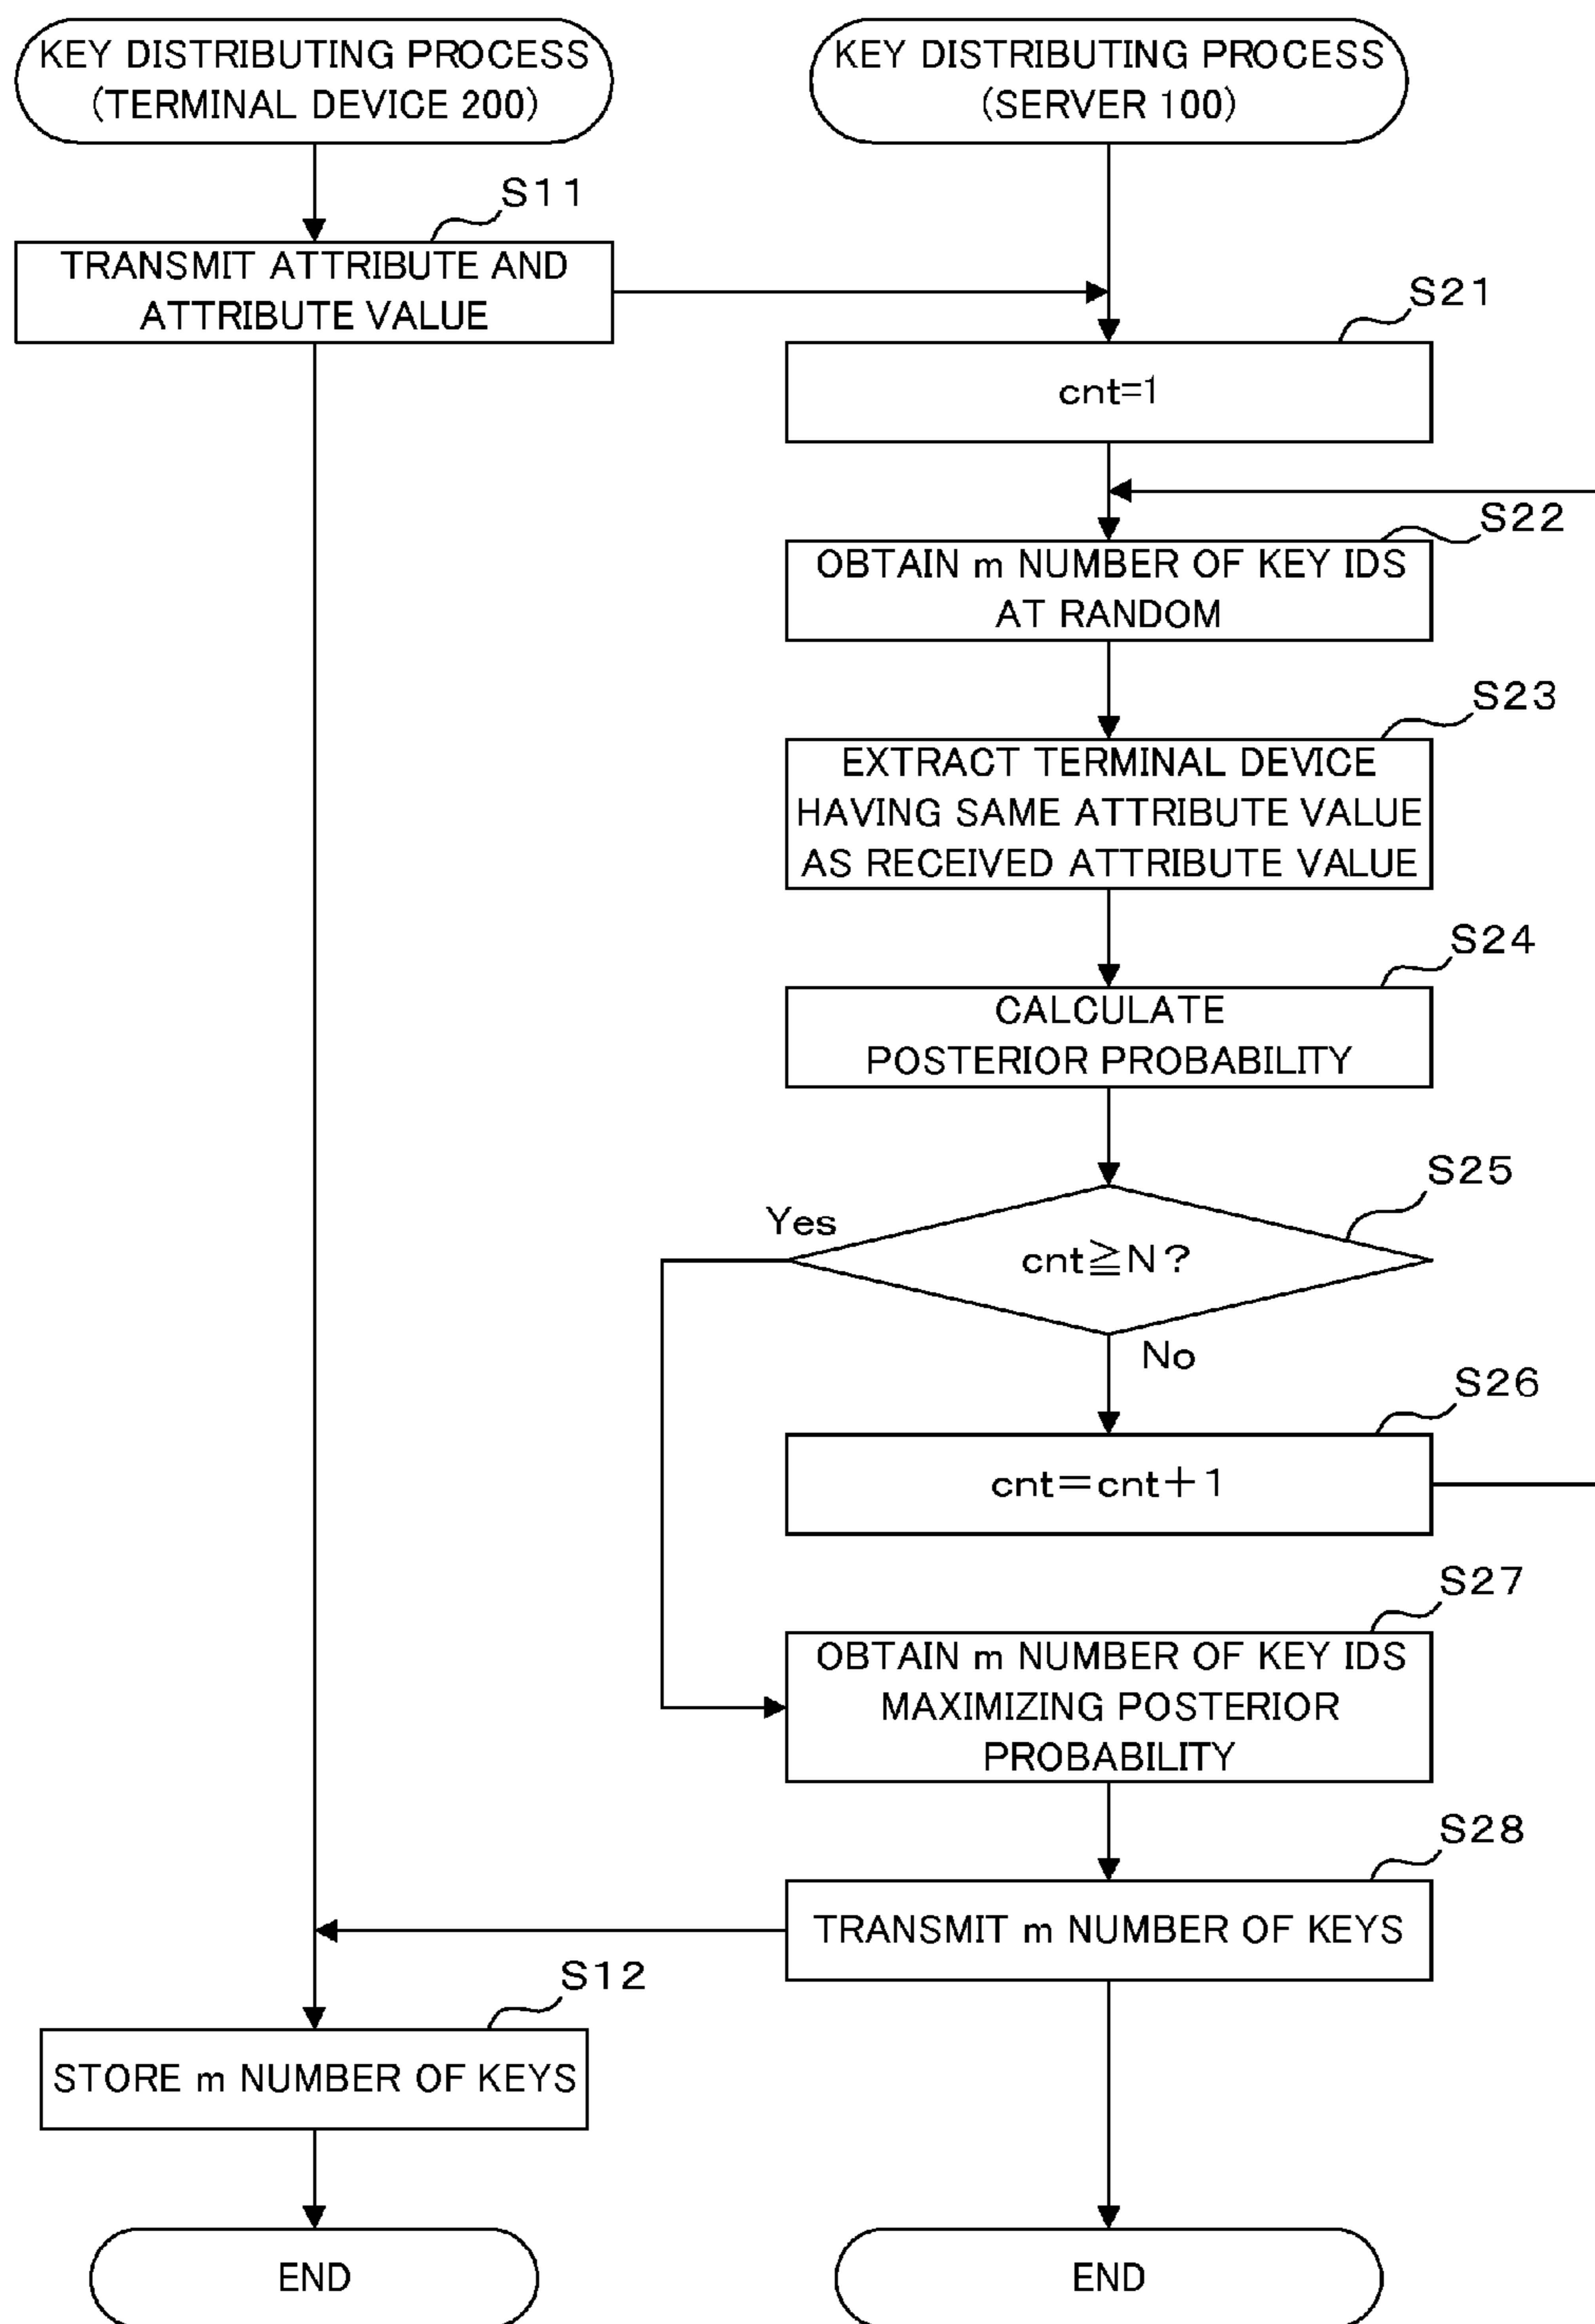 KEY DISTRIBUTING PROCESS
(TERMINAL DEVICE 200)
KEY DISTRIBUTING PROCESS
(SERVER 100)
S11
TRANSMIT ATTRIBUTE AND
ATTRIBUTE VALUE
S21
cnt=1
S22
OBTAIN m NUMBER OF KEY IDS
AT RANDOM
S23
EXTRACT TERMINAL DEVICE
HAVING SAME ATTRIBUTE VALUE
AS RECEIVED ATTRIBUTE VALUE
S24
CALCULATE
POSTERIOR PROBABILITY
S25
Yes
cnt≧N?
No
S26
cnt=cnt+1
S27
OBTAIN m NUMBER OF KEY IDS
MAXIMIZING POSTERIOR
PROBABILITY
S28
TRANSMIT m NUMBER OF KEYS
S12
STORE m NUMBER OF KEYS
END
END